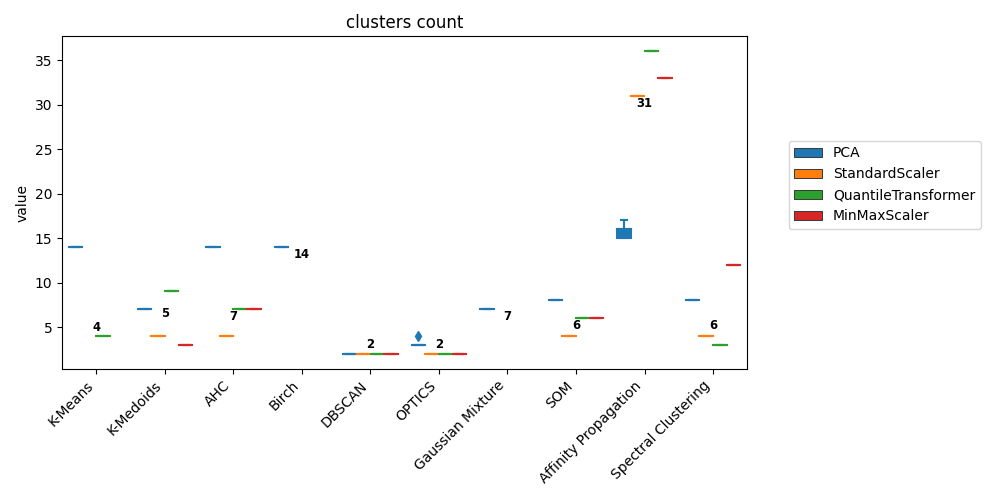 clusters count
value
35
30
25
20
15
10
5
4
5
7
14
2
2
7
6
31
6
K-Means
K-Medoids
AHC
Birch
DBSCAN
OPTICS
Gaussian Mixture
SOM
Affinity Propagation
Spectral Clustering
PCA
StandardScaler
QuantileTransformer
MinMaxScaler